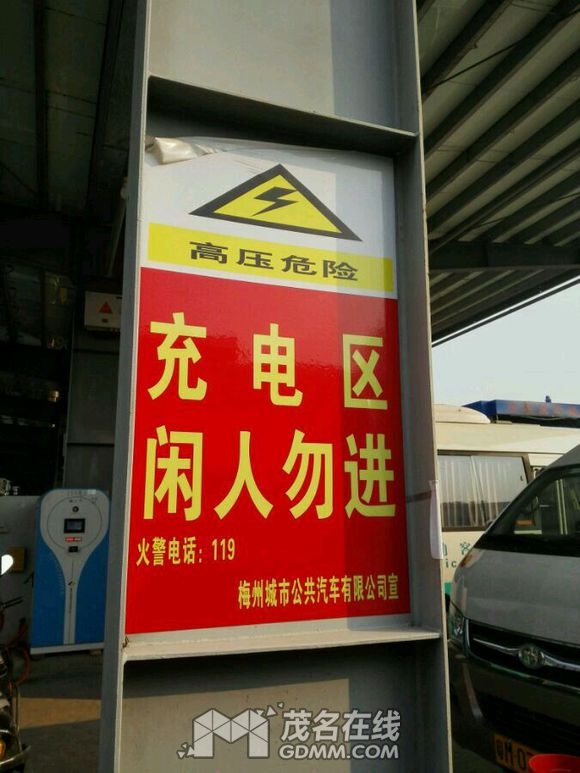 高压危险
充电区
闲人勿进
火警电话：119
梅州城市公共汽车有限公司宣
茂名在线
GDMM.COM